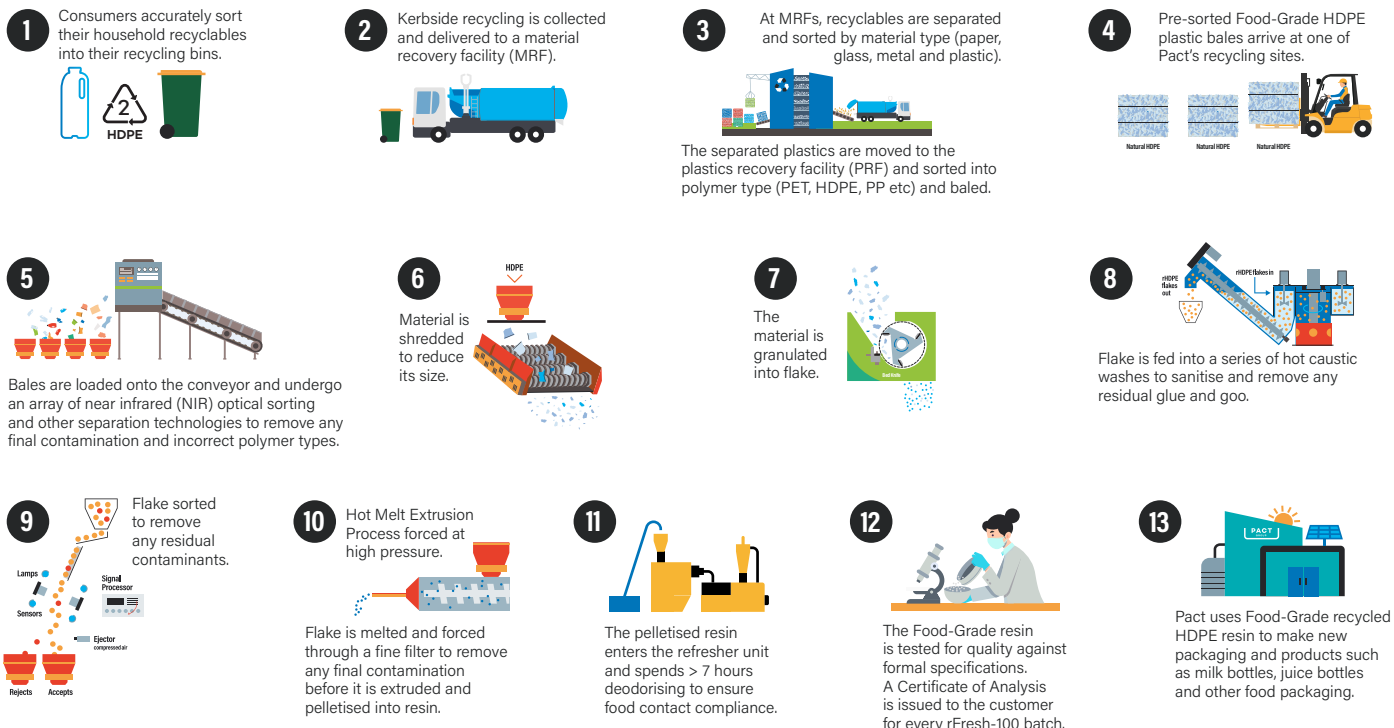 1
Consumers accurately sort
their household recyclables
into their recycling bins.
2
HDPE
2
Kerbside recycling is collected
and delivered to a material
recovery facility (MRF).
3
At MRFs, recyclables are separated
and sorted by material type (paper,
glass, metal and plastic).
The separated plastics are moved to the
plastics recovery facility (PRF) and sorted into
polymer type (PET, HDPE, PP etc) and baled.
4
Pre-sorted Food-Grade HDPE
plastic bales arrive at one of
Pact's recycling sites.
Natural HDPE
Natural HDPE
Natural HDPE
5
Bales are loaded onto the conveyor and undergo
an array of near infrared (NIR) optical sorting
and other separation technologies to remove any
final contamination and incorrect polymer types.
6
HDPE
Material is
shredded
to reduce
its size.
7
The
material is
granulated
into flake.
8
rHDPE
flakes
out
rHDPE flakes in
Flake is fed into a series of hot caustic
washes to sanitise and remove any
residual glue and goo.
9
Flake sorted
to remove
any residual
contaminants.
Lamps
Sensors
Signal
Processor
Ejector
compressed air
Rejects
Accepts
10
Hot Melt Extrusion
Process forced at
high pressure.
Flake is melted and forced
through a fine filter to remove
any final contamination
before it is extruded and
pelletised into resin.
11
The pelletised resin
enters the refresher unit
and spends > 7 hours
deodorising to ensure
food contact compliance.
12
The Food-Grade resin
is tested for quality against
formal specifications.
A Certificate of Analysis
is issued to the customer
for every rFresh-100 batch.
13
PACT
Pact uses Food-Grade recycled
HDPE resin to make new
packaging and products such
as milk bottles, juice bottles
and other food packaging.